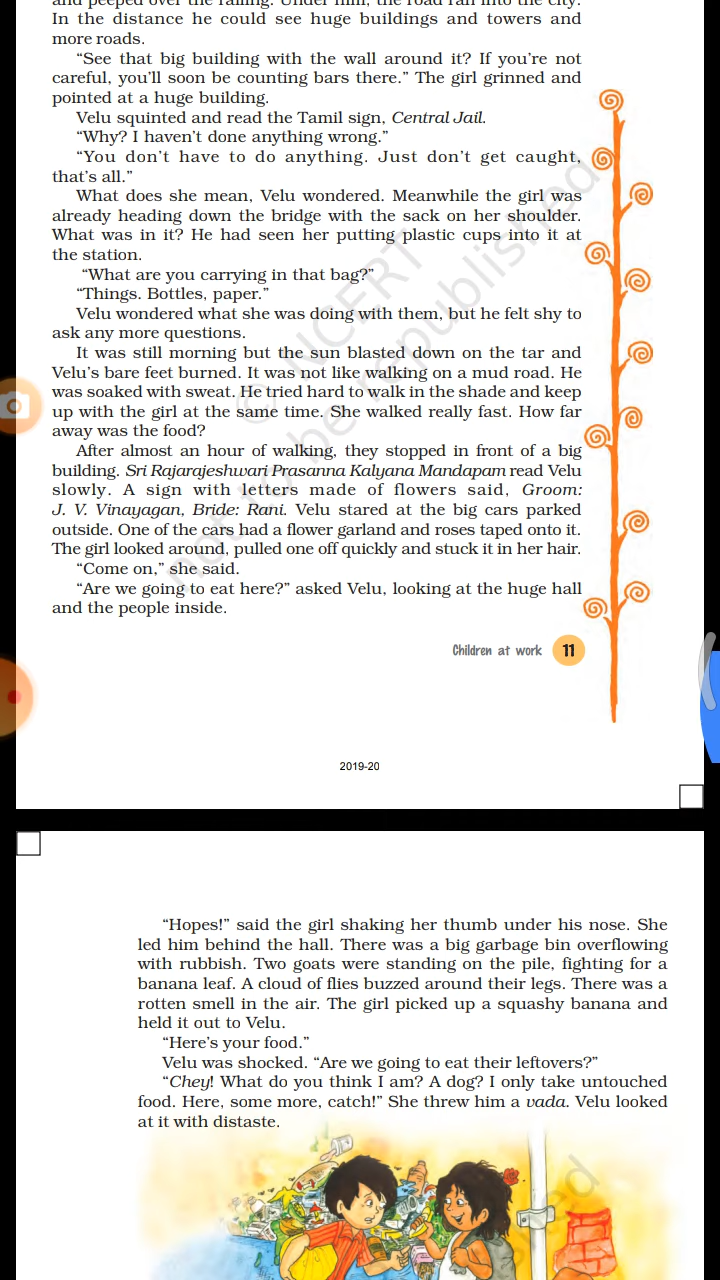 and peeped over the railing. Under him, the road ran into the city.
In the distance he could see huge buildings and towers and
more roads.
“See that big building with the wall around it? If you’re not
careful, you’ll soon be counting bars there.” The girl grinned and
pointed at a huge building.
Velu squinted and read the Tamil sign, Central Jail.
“Why? I haven’t done anything wrong.”
“You don’t have to do anything. Just don’t get caught,
that’s all.”
What does she mean, Velu wondered. Meanwhile the girl was
already heading down the bridge with the sack on her shoulder.
What was in it? He had seen her putting plastic cups into it at
the station.
“What are you carrying in that bag?”
“Things. Bottles, paper.”
Velu wondered what she was doing with them, but he felt shy to
ask any more questions.
It was still morning but the sun blasted down on the tar and
Velu’s bare feet burned. It was not like walking on a mud road. He
was soaked with sweat. He tried hard to walk in the shade and keep
up with the girl at the same time. She walked really fast. How far
away was the food?
After almost an hour of walking, they stopped in front of a big
building. Sri Rajarajeshwari Prasanna Kalyana Mandapam read Velu
slowly. A sign with letters made of flowers said, Groom:
J. V. Vinayagan, Bride: Rani. Velu stared at the big cars parked
outside. One of the cars had a flower garland and roses taped onto it.
The girl looked around, pulled one off quickly and stuck it in her hair.
“Come on,” she said.
“Are we going to eat here?” asked Velu, looking at the huge hall
and the people inside.
© NCERT
not to be republished
Children at work 11
2019-20
“Hopes!” said the girl shaking her thumb under his nose. She
led him behind the hall. There was a big garbage bin overflowing
with rubbish. Two goats were standing on the pile, fighting for a
banana leaf. A cloud of flies buzzed around their legs. There was a
rotten smell in the air. The girl picked up a squashy banana and
held it out to Velu.
“Here’s your food.”
Velu was shocked. “Are we going to eat their leftovers?”
“Chey! What do you think I am? A dog? I only take untouched
food. Here, some more, catch!” She threw him a vada. Velu looked
at it with distaste.